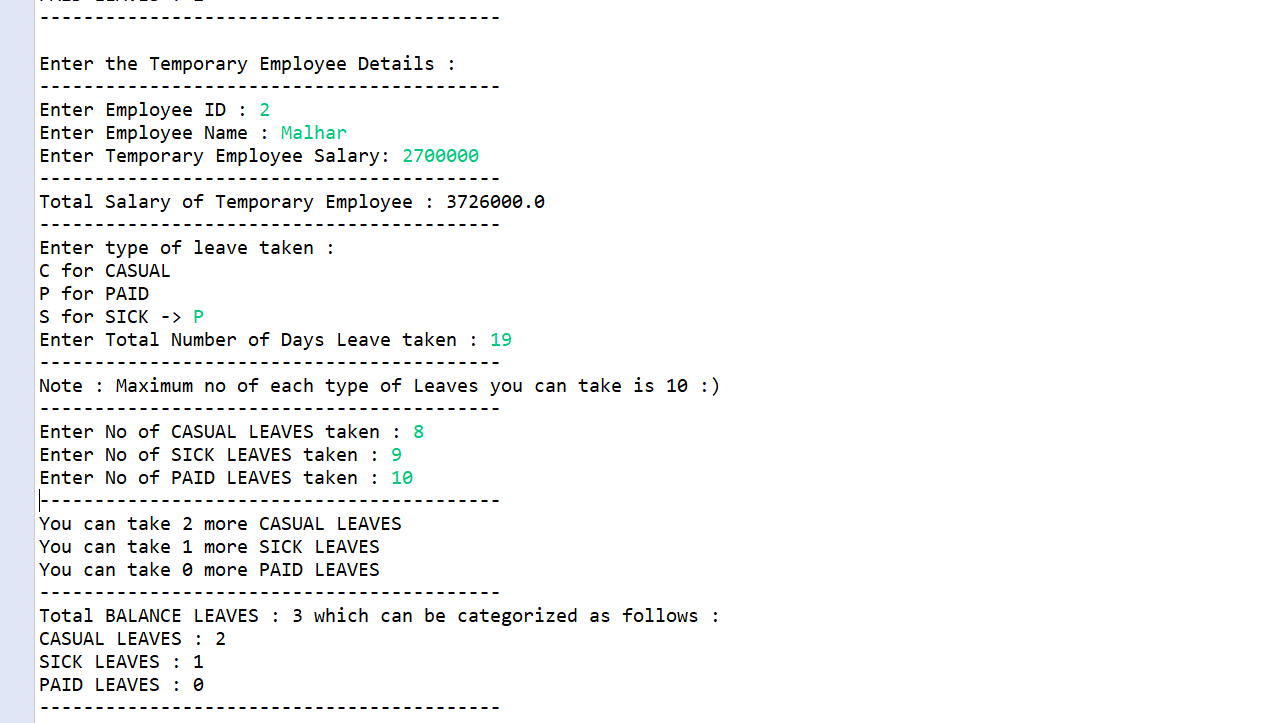 ------------------------------------------
Enter the Temporary Employee Details :
------------------------------------------
Enter Employee ID : 2
Enter Employee Name : Malhar
Enter Temporary Employee Salary: 2700000
------------------------------------------
Total Salary of Temporary Employee : 3726000.0
------------------------------------------
Enter type of leave taken :
C for CASUAL
P for PAID
S for SICK -> P
Enter Total Number of Days Leave taken : 19
------------------------------------------
Note : Maximum no of each type of Leaves you can take is 10 :)
------------------------------------------
Enter No of CASUAL LEAVES taken : 8
Enter No of SICK LEAVES taken : 9
Enter No of PAID LEAVES taken : 10
------------------------------------------
You can take 2 more CASUAL LEAVES
You can take 1 more SICK LEAVES
You can take 0 more PAID LEAVES
------------------------------------------
Total BALANCE LEAVES : 3 which can be categorized as follows :
CASUAL LEAVES : 2
SICK LEAVES : 1
PAID LEAVES : 0
------------------------------------------